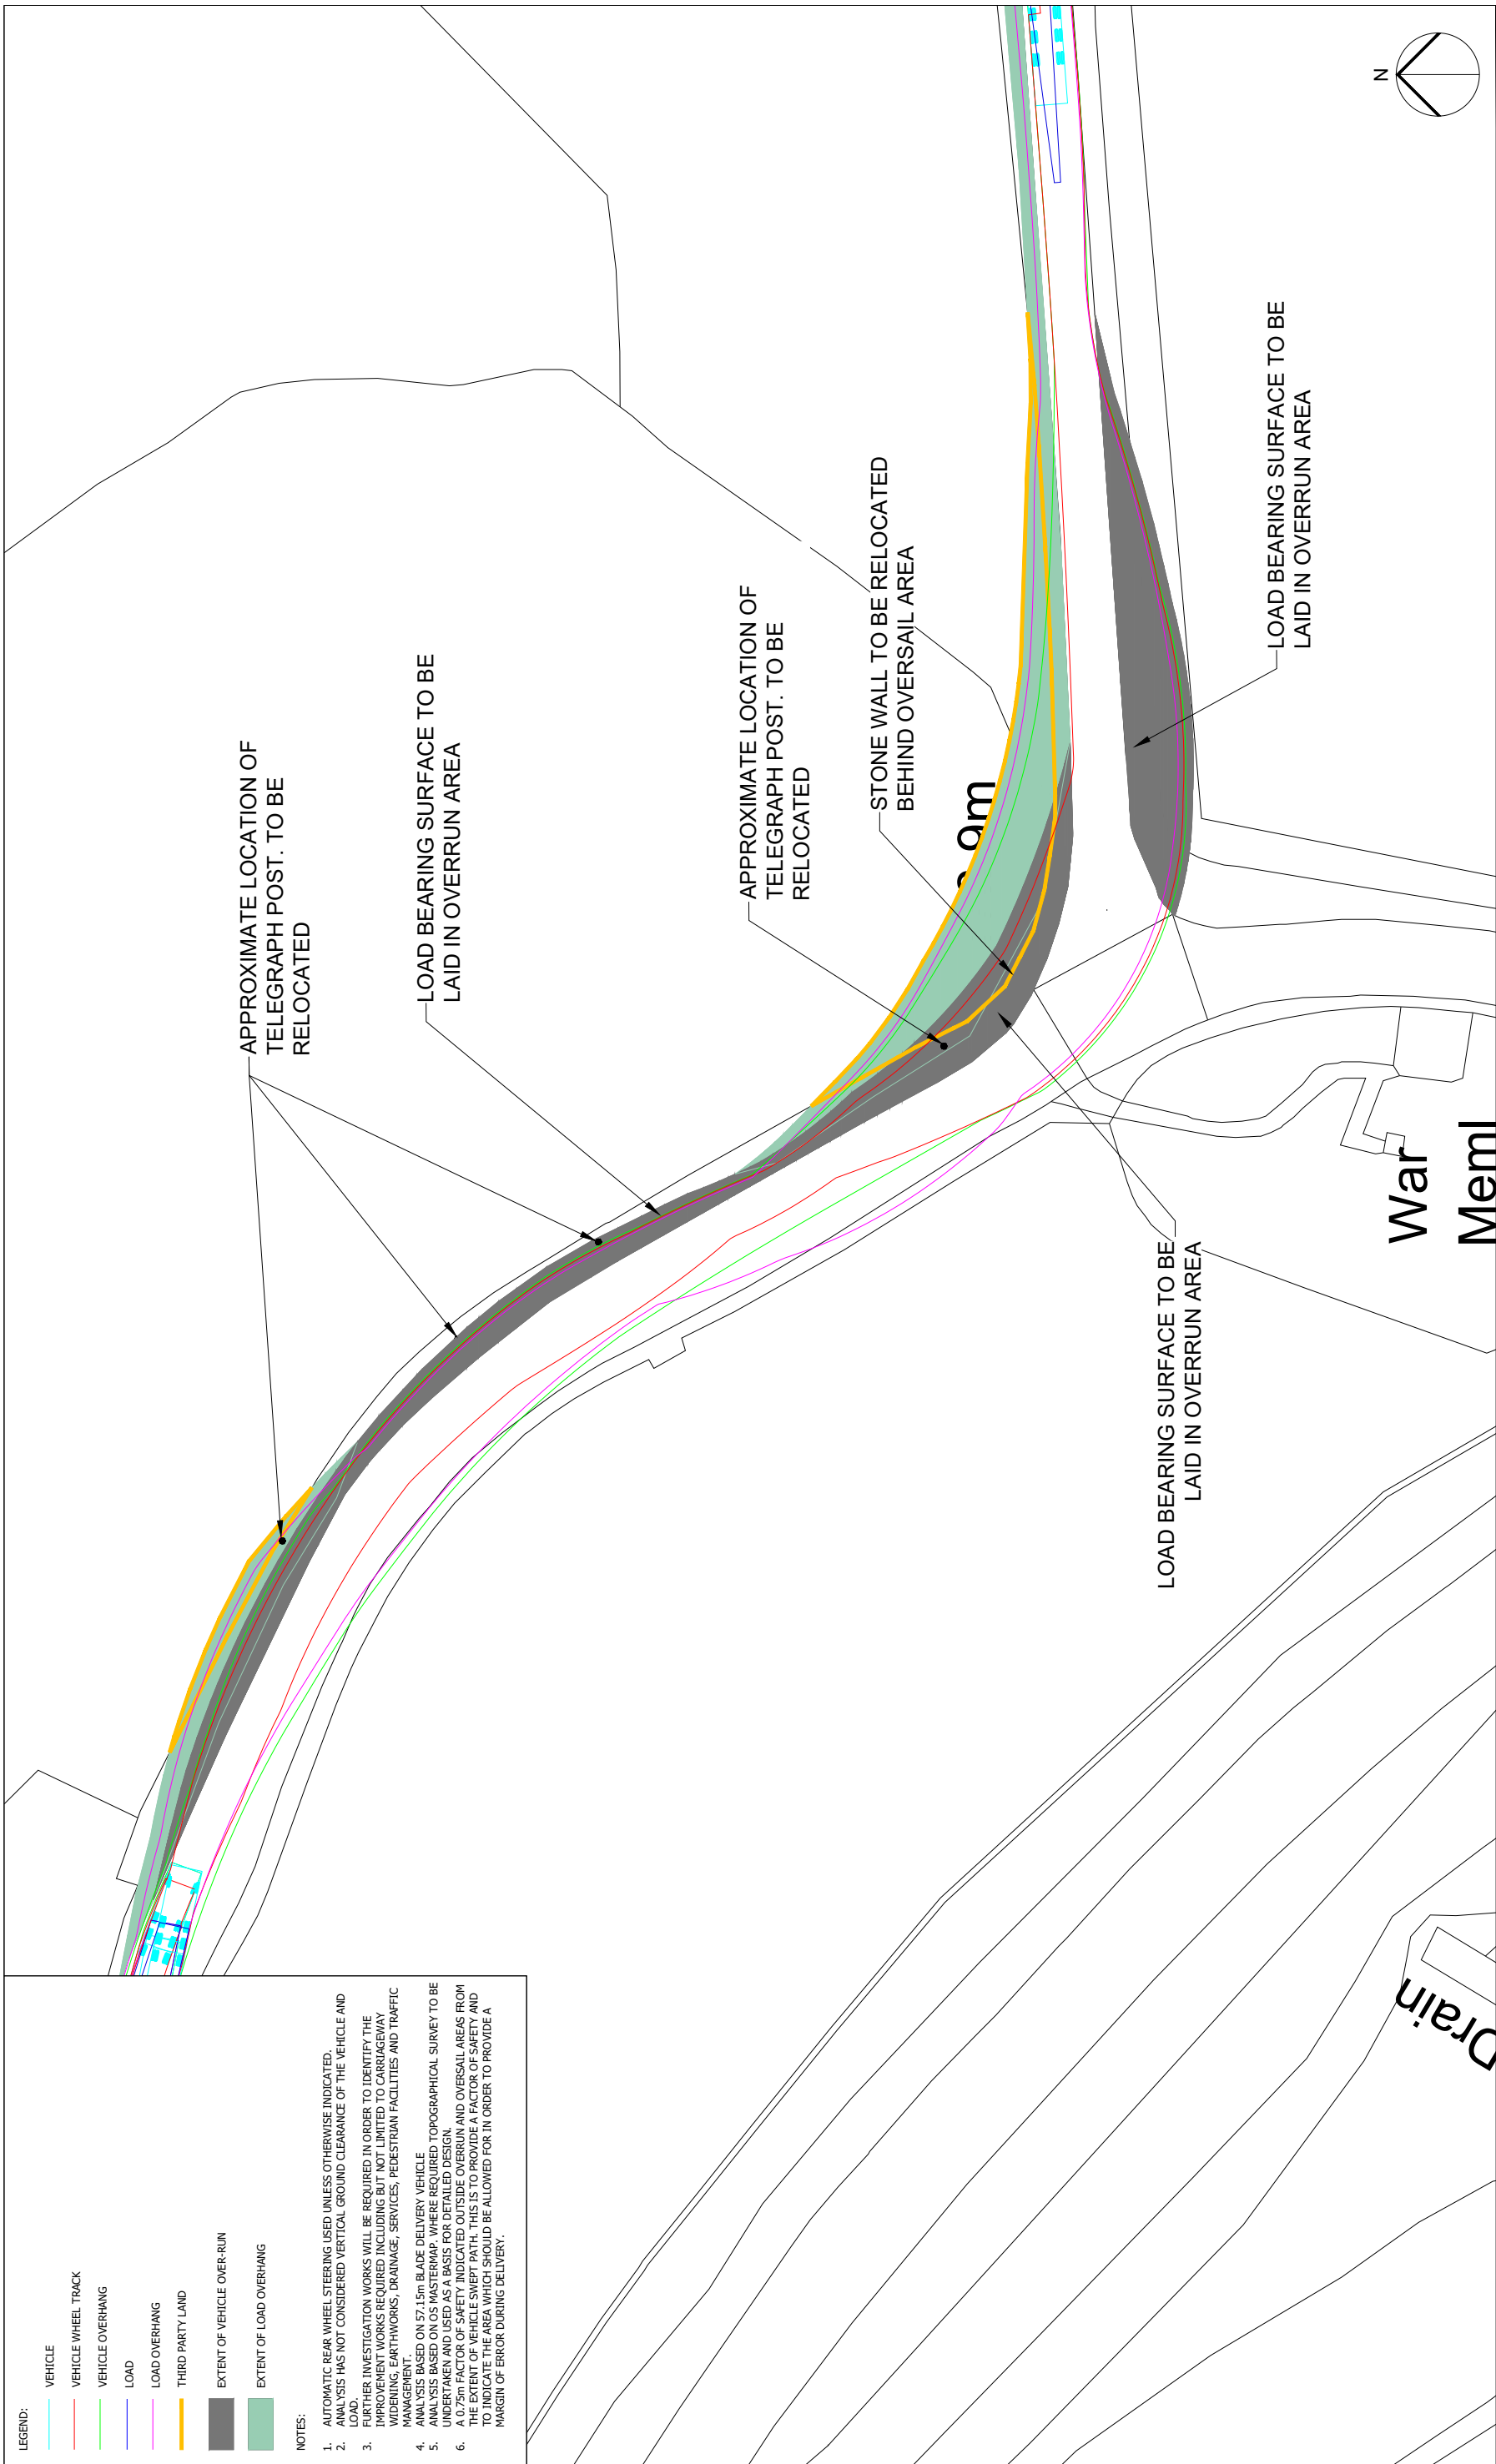 LEGEND:
VEHICLE
VEHICLE WHEEL TRACK
VEHICLE OVERHANG
LOAD
LOAD OVERHANG
THIRD PARTY LAND
EXTENT OF VEHICLE OVER-RUN
EXTENT OF LOAD OVERHANG
NOTES:
1. AUTOMATIC REAR WHEEL STEERING USED UNLESS OTHERWISE INDICATED.
2. ANALYSIS HAS NOT CONSIDERED VERTICAL GROUND CLEARANCE OF THE VEHICLE AND
LOAD.
3. FURTHER INVESTIGATION WORKS WILL BE REQUIRED IN ORDER TO IDENTIFY THE
IMPROVEMENT WORKS REQUIRED INCLUDING BUT NOT LIMITED TO CARRIAGEWAY
WIDENING, EARTHWORKS, DRAINAGE, SERVICES, PEDESTRIAN FACILITIES AND TRAFFIC
MANAGEMENT.
4. ANALYSIS BASED ON 57.15m BLADE DELIVERY VEHICLE
5. ANALYSIS BASED ON OS MASTERMAP. WHERE REQUIRED TOPOGRAPHICAL SURVEY TO BE
UNDERTAKEN AND USED AS A BASIS FOR DETAILED DESIGN.
6. A 0.75m FACTOR OF SAFETY INDICATED OUTSIDE OVERRUN AND OVERSAIL AREAS FROM
THE EXTENT OF VEHICLE SWEPT PATH. THIS IS TO PROVIDE A FACTOR OF SAFETY AND
TO INDICATE THE AREA WHICH SHOULD BE ALLOWED FOR IN ORDER TO PROVIDE A
MARGIN OF ERROR DURING DELIVERY.
APPROXIMATE LOCATION OF
TELEGRAPH POST. TO BE
RELOCATED
LOAD BEARING SURFACE TO BE
LAID IN OVERRUN AREA
APPROXIMATE LOCATION OF
TELEGRAPH POST. TO BE
RELOCATED
STONE WALL TO BE RELOCATED
BEHIND OVERSAIL AREA
9m
LOAD BEARING SURFACE TO BE
LAID IN OVERRUN AREA
LOAD BEARING SURFACE TO BE
LAID IN OVERRUN AREA
War
Meml
Drain
N